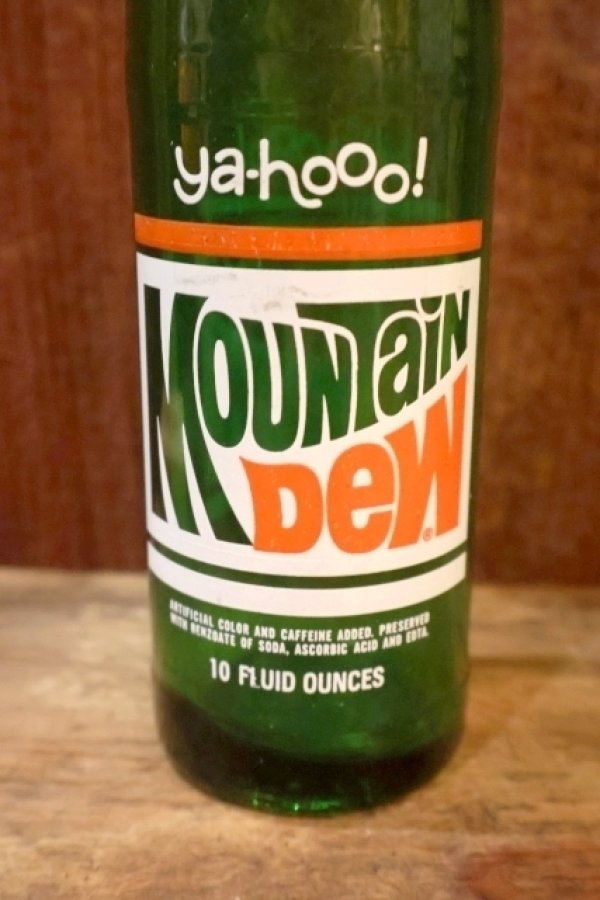 ya-hooo!
MOUNTaiN
DeW®
ARTIFICIAL COLOR AND CAFFEINE ADDED. PRESERVED
WITH BENZOATE OF SODA, ASCORBIC ACID AND EDTA.
10 FLUID OUNCES